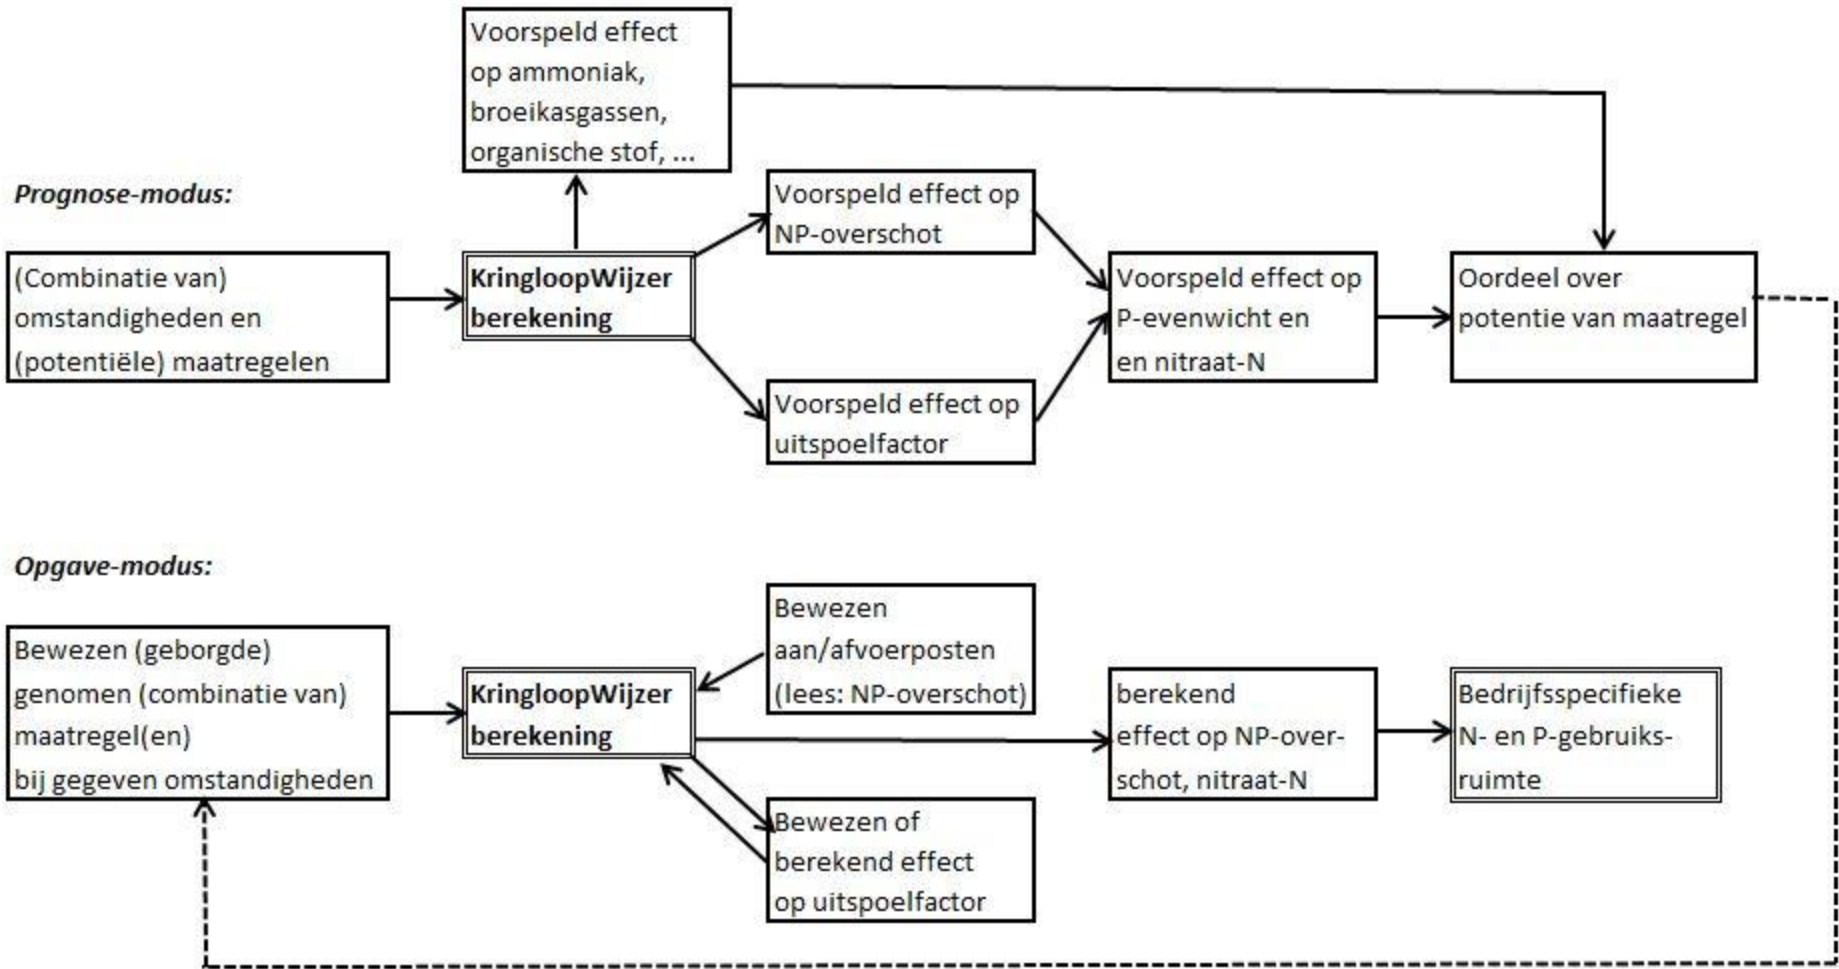 Voorspeld effect
op ammoniak,
broeikasgassen,
organische stof, ...
Prognose-modus:
(Combinatie van)
omstandigheden en
(potentiële) maatregelen
KringloopWijzer
berekening
Voorspeld effect op
NP-overschot
Voorspeld effect op
uitspoelfactor
Voorspeld effect op
P-evenwicht en
en nitraat-N
Oordeel over
potentie van maatregel
Opgave-modus:
Bewezen (geborgde)
genomen (combinatie van)
maatregel(en)
bij gegeven omstandigheden
KringloopWijzer
berekening
Bewezen
aan/afvoerposten
(lees: NP-overschot)
Bewezen of
berekend effect
op uitspoelfactor
berekend
effect op NP-over-
schot, nitraat-N
Bedrijfsspecifieke
N- en P-gebruiks-
ruimte